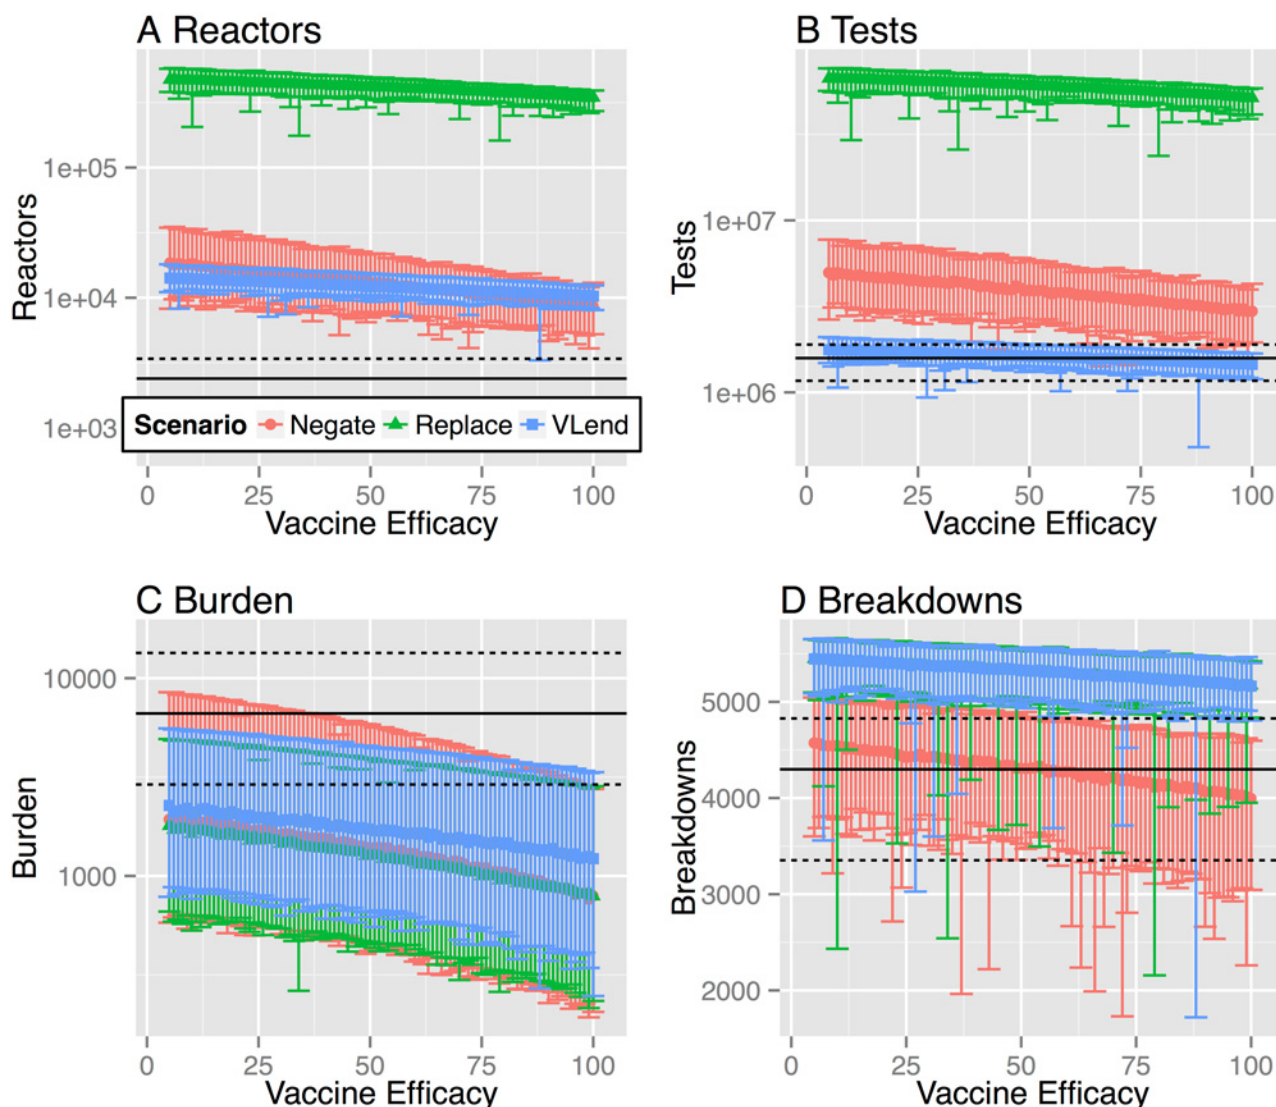 A Reactors
Reactors
1e+05
1e+04
1e+03
Scenario Negate Replace VLend
0 25 50 75 100
Vaccine Efficacy
B Tests
Tests
1e+07
1e+06
0 25 50 75 100
Vaccine Efficacy
C Burden
Burden
10000
1000
0 25 50 75 100
Vaccine Efficacy
D Breakdowns
Breakdowns
5000
4000
3000
2000
0 25 50 75 100
Vaccine Efficacy